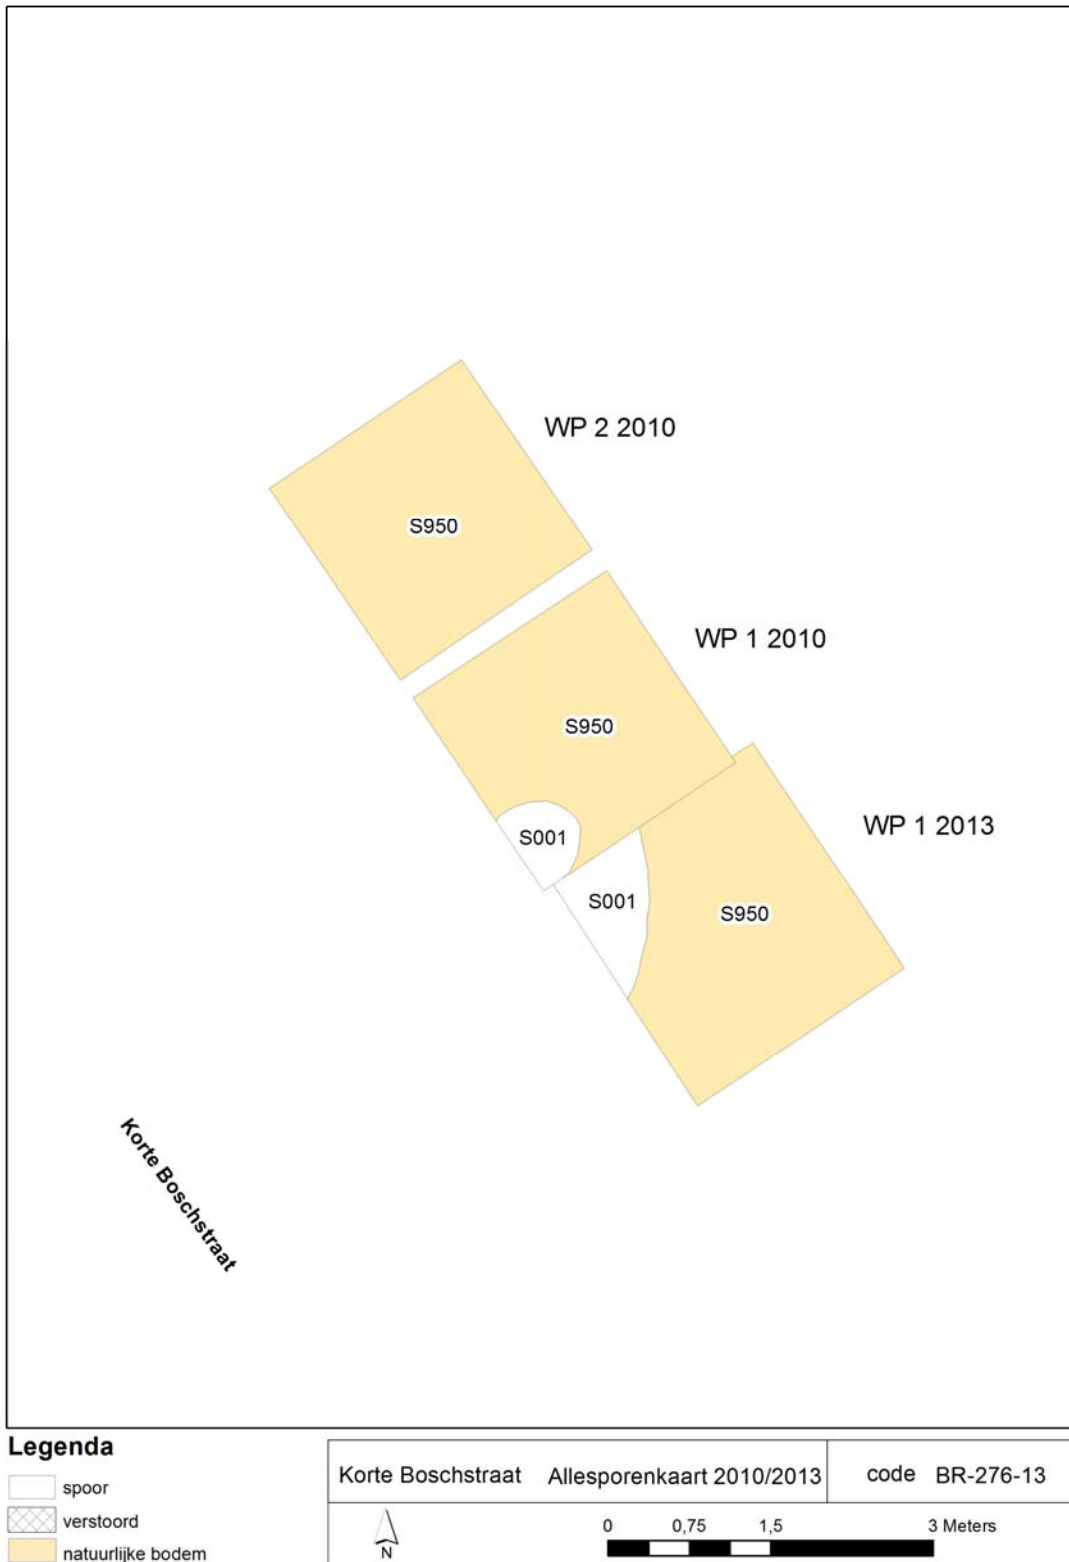 WP 2 2010
S950
WP 1 2010
S950
WP 1 2013
S001
S001
S950
Korte Boschstraat
Legenda
spoor
verstoord
natuurlijke bodem
Korte Boschstraat Allesporenkaart 2010/2013 code BR-276-13
N
0 0,75 1,5 3 Meters